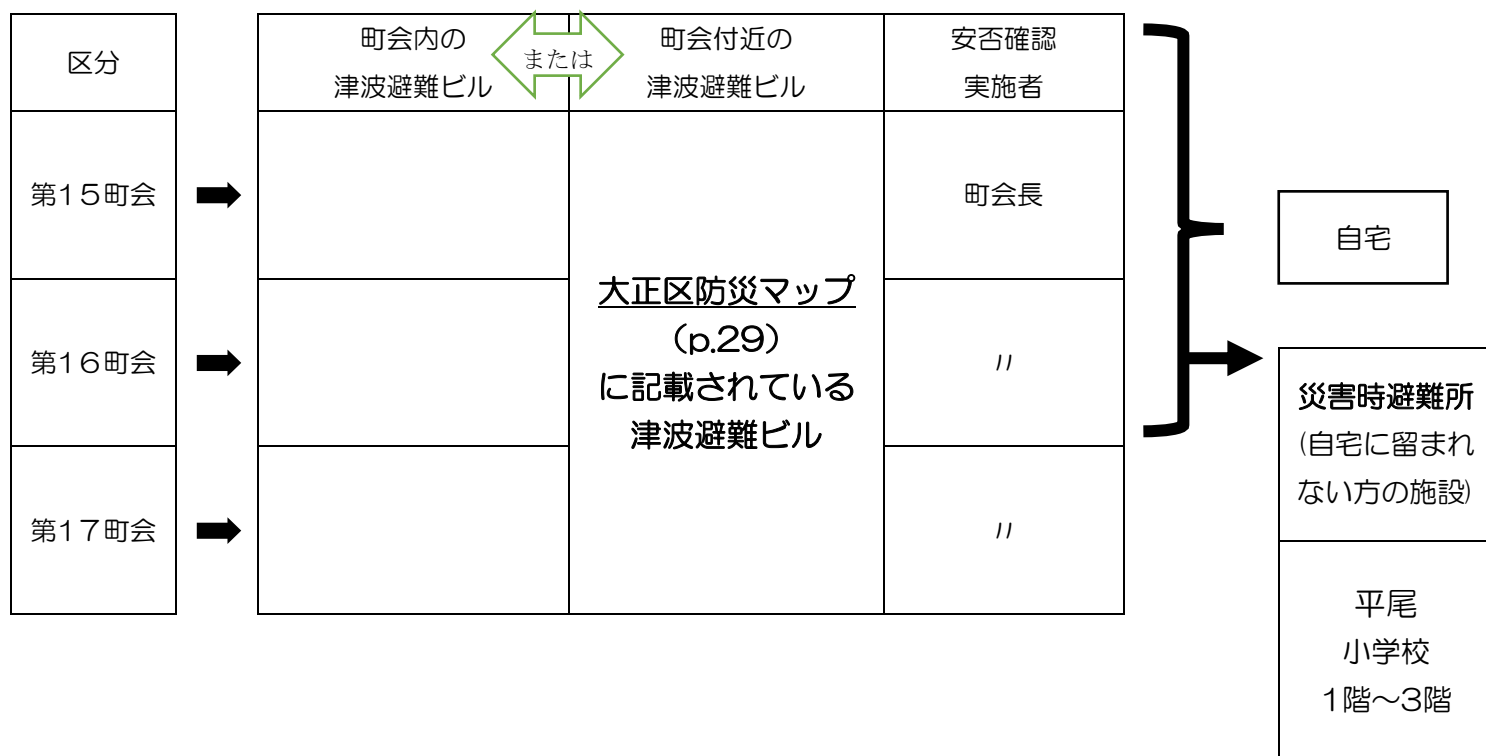 区分
町会内の
津波避難ビル
または
町会付近の
津波避難ビル
安否確認
実施者
第15町会
町会長
第16町会
〃
第17町会
〃
大正区防災マップ
(p.29)
に記載されている
津波避難ビル
自宅
災害時避難所
(自宅に留まれ
ない方の施設)
平尾
小学校
1階～3階